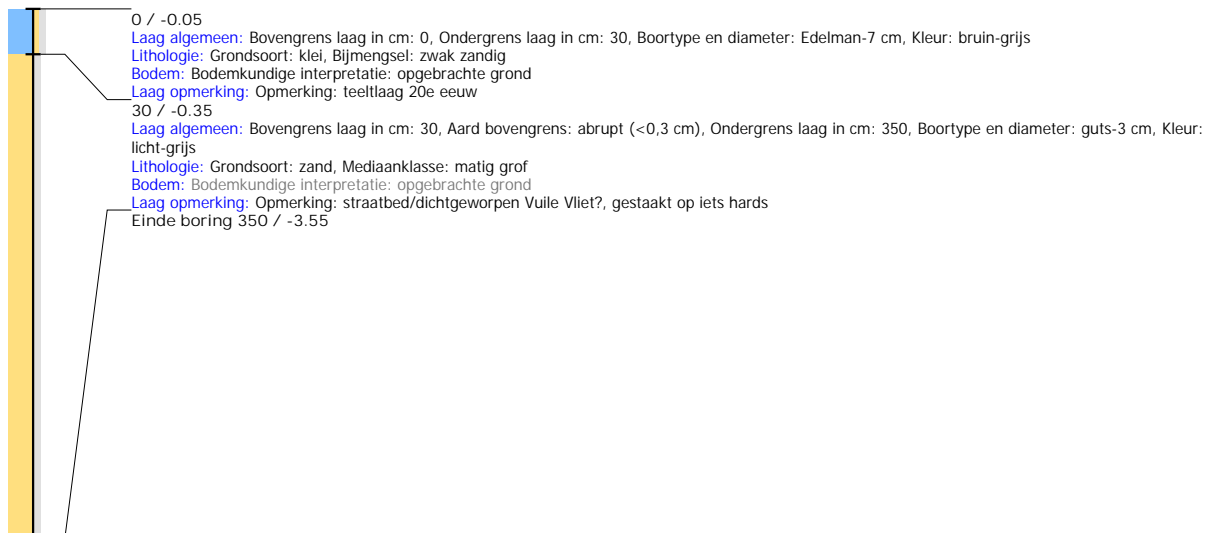 0 / -0.05
Laag algemeen: Bovengrens laag in cm: 0, Ondergrens laag in cm: 30, Boortype en diameter: Edelman-7 cm, Kleur: bruin-grijs
Lithologie: Grondsoort: klei, Bijmengsel: zwak zandig
Bodem: Bodemkundige interpretatie: opgebrachte grond
Laag opmerking: Opmerking: teeltlaag 20e eeuw
30 / -0.35
Laag algemeen: Bovengrens laag in cm: 30, Aard bovengrens: abrupt (<0,3 cm), Ondergrens laag in cm: 350, Boortype en diameter: guts-3 cm, Kleur:
licht-grijs
Lithologie: Grondsoort: zand, Mediaanklasse: matig grof
Bodem: Bodemkundige interpretatie: opgebrachte grond
Laag opmerking: Opmerking: straatbed/dichtgeworpen Vuile Vliet?, gestaakt op iets hards
Einde boring 350 / -3.55